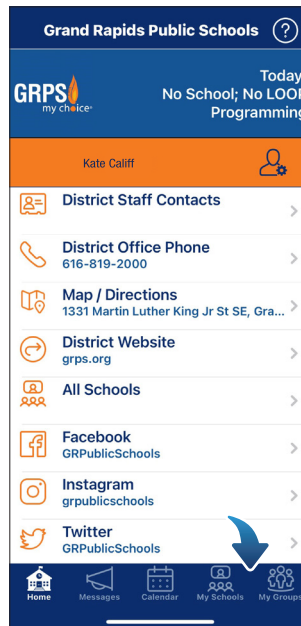 Grand Rapids Public Schools ?
Today
No School; No LOOP
Programming
GRPS
my choice
Kate Califf
District Staff Contacts
District Office Phone
616-819-2000
Map / Directions
1331 Martin Luther King Jr St SE, Gra...
District Website
grps.org
All Schools
Facebook
GRPublicSchools
Instagram
grpublicschools
Twitter
GRPublicSchools
Home Messages Calendar My Schools My Groups